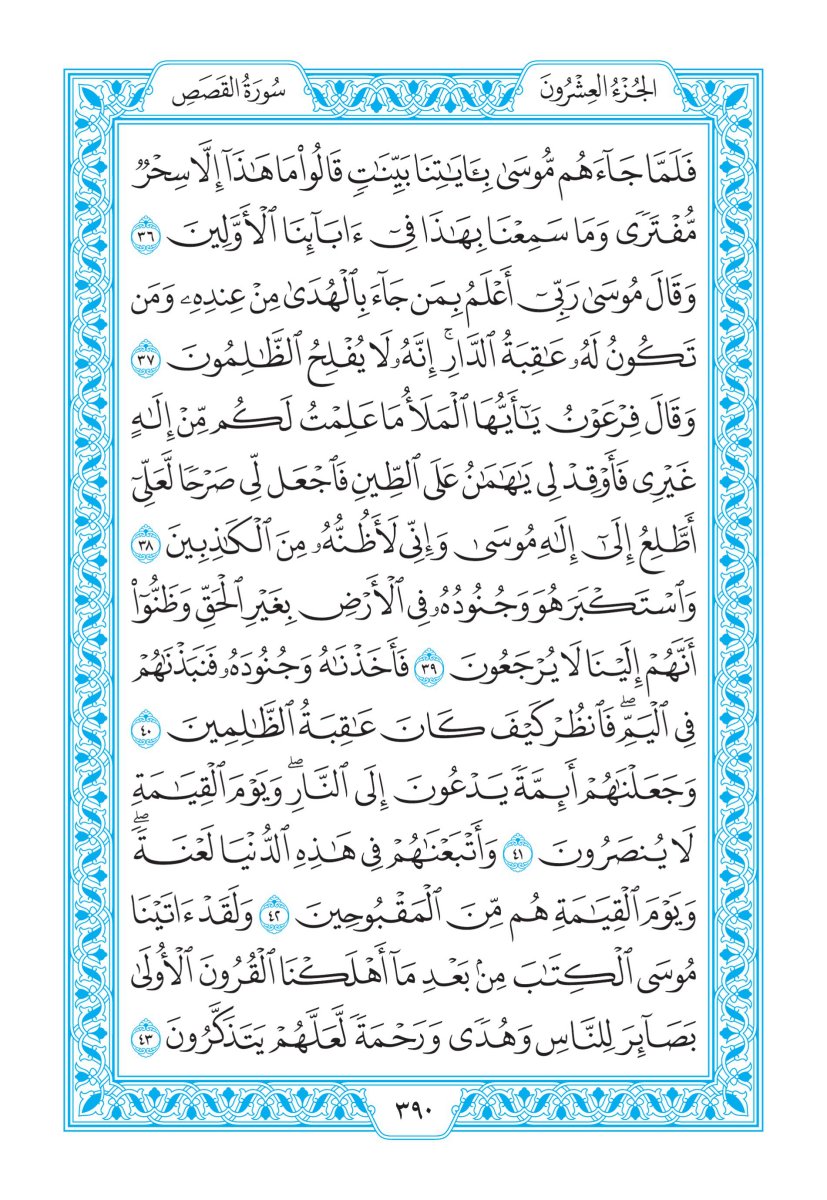 الجُزْءُ العِشْرُونَ
سُورَةُ القَصَصِ
فَلَمَّا جَآءَهُم مُّوسَىٰ بِـَٔايَـٰتِنَا بَيِّنَـٰتٍ قَالُوا۟ مَا هَـٰذَآ إِلَّا سِحْرٌ
مُّفْتَرًى وَمَا سَمِعْنَا بِهَـٰذَا فِىٓ ءَابَآئِنَا ٱلْأَوَّلِينَ ٣٦
وَقَالَ مُوسَىٰ رَبِّىٓ أَعْلَمُ بِمَن جَآءَ بِٱلْهُدَىٰ مِنْ عِندِهِۦ وَمَن
تَكُونُ لَهُۥ عَـٰقِبَةُ ٱلدَّارِ ۚ إِنَّهُۥ لَا يُفْلِحُ ٱلظَّـٰلِمُونَ ٣٧
وَقَالَ فِرْعَوْنُ يَـٰٓأَيُّهَا ٱلْمَلَأُ مَا عَلِمْتُ لَكُم مِّنْ إِلَـٰهٍ
غَيْرِى فَأَوْقِدْ لِى يَـٰهَـٰمَـٰنُ عَلَى ٱلطِّينِ فَٱجْعَل لِّى صَرْحًا لَّعَلِّىٓ
أَطَّلِعُ إِلَىٰٓ إِلَـٰهِ مُوسَىٰ وَإِنِّى لَأَظُنُّهُۥ مِنَ ٱلْكَـٰذِبِينَ ٣٨
وَٱسْتَكْبَرَ هُوَ وَجُنُودُهُۥ فِى ٱلْأَرْضِ بِغَيْرِ ٱلْحَقِّ وَظَنُّوٓا۟
أَنَّهُمْ إِلَيْنَا لَا يُرْجَعُونَ ٣٩ فَأَخَذْنَـٰهُ وَجُنُودَهُۥ فَنَبَذْنَـٰهُمْ
فِى ٱلْيَمِّ ۖ فَٱنظُرْ كَيْفَ كَانَ عَـٰقِبَةُ ٱلظَّـٰلِمِينَ ٤٠
وَجَعَلْنَـٰهُمْ أَئِمَّةً يَدْعُونَ إِلَى ٱلنَّارِ ۖ وَيَوْمَ ٱلْقِيَـٰمَةِ
لَا يُنصَرُونَ ٤١ وَأَتْبَعْنَـٰهُمْ فِى هَـٰذِهِ ٱلدُّنْيَا لَعْنَةً ۖ
وَيَوْمَ ٱلْقِيَـٰمَةِ هُم مِّنَ ٱلْمَقْبُوحِينَ ٤٢ وَلَقَدْ ءَاتَيْنَا
مُوسَى ٱلْكِتَـٰبَ مِنۢ بَعْدِ مَآ أَهْلَكْنَا ٱلْقُرُونَ ٱلْأُولَىٰ
بَصَآئِرَ لِلنَّاسِ وَهُدًى وَرَحْمَةً لَّعَلَّهُمْ يَتَذَكَّرُونَ ٤٣
٣٩٠